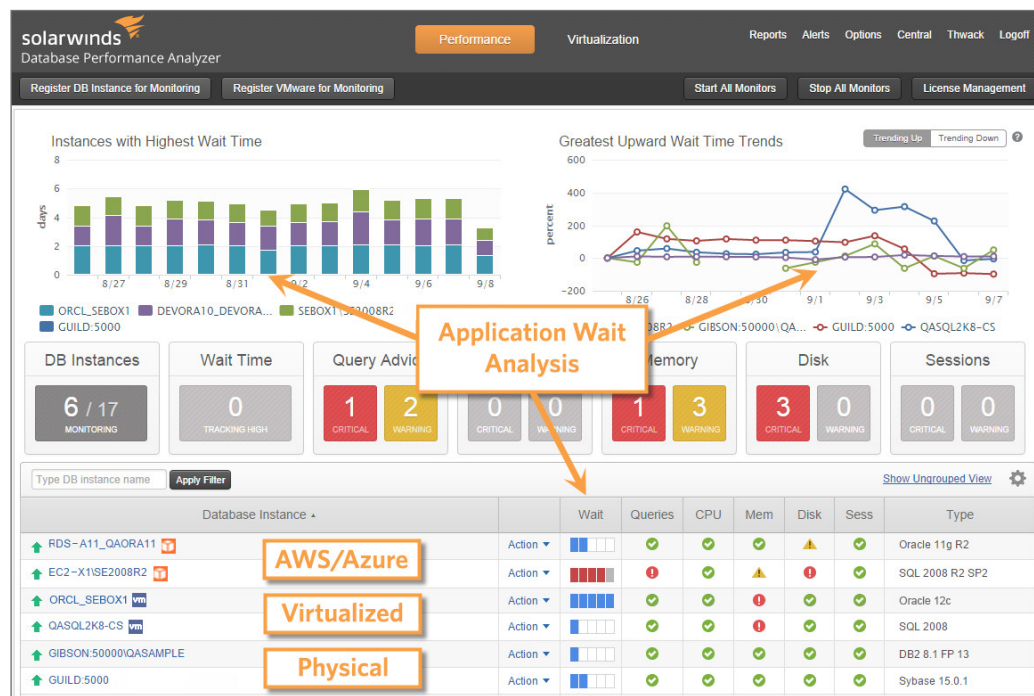 solarwinds
Database Performance Analyzer
Performance
Virtualization
Reports Alerts Options Central Thwack Logoff
Register DB Instance for Monitoring
Register VMware for Monitoring
Start All Monitors
Stop All Monitors
License Management
Instances with Highest Wait Time
8
6
4
2
0
days
8/27 8/29 8/31 9/2 9/4 9/6 9/8
ORCL_SEBOX1 DEVORA10_DEVORA... SEBOX1\SE2008R2
GUILD:5000
Greatest Upward Wait Time Trends
Trending Up Trending Down
600
400
200
0
-200
percent
8/26 8/28 8/30 9/1 9/3 9/5 9/7
GIBSON:50000\QA... GUILD:5000 QASQL2K8-CS
Application Wait
Analysis
DB Instances
6 / 17
MONITORING
Wait Time
0
TRACKING HIGH
Query
1 2
CRITICAL WARNING
0 0
CRITICAL WARNING
Memory
1 3
CRITICAL WARNING
Disk
3 0
CRITICAL WARNING
Sessions
0 0
CRITICAL WARNING
Type DB instance name
Apply Filter
Show Ungrouped View
Database Instance Wait Queries CPU Mem Disk Sess Type
RDS-A11_QAORA11 Action Oracle 11g R2
AWS/Azure
EC2-X1\SE2008R2 Action SQL 2008 R2 SP2
ORCL_SEBOX1 vm Action Oracle 12c
Virtualized
QASQL2K8-CS vm Action SQL 2008
GIBSON:50000\QASAMPLE Action DB2 8.1 FP 13
Physical
GUILD:5000 Action Sybase 15.0.1